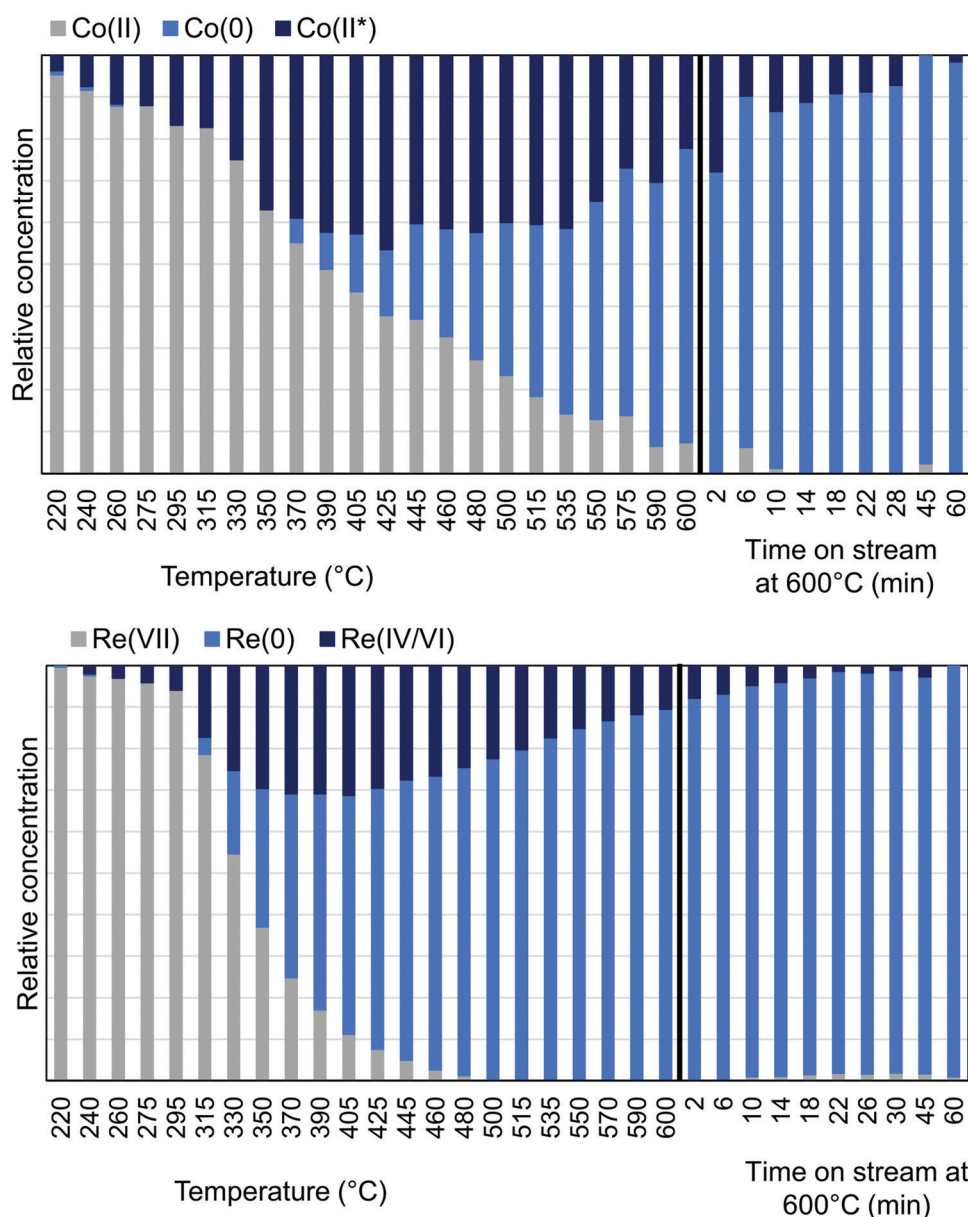 Co(II) Co(0) Co(II*)
Relative concentration
220 240 260 275 295 315 330 350 370 390 405 425 445 460 480 500 515 535 550 575 590 600 2 6 10 14 18 22 28 45 60
Temperature (°C)
Time on stream
at 600°C (min)
Re(VII) Re(0) Re(IV/VI)
Relative concentration
220 240 260 275 295 315 330 350 370 390 405 425 445 460 480 500 515 535 550 570 590 600 2 6 10 14 18 22 26 30 45 60
Temperature (°C)
Time on stream at
600°C (min)